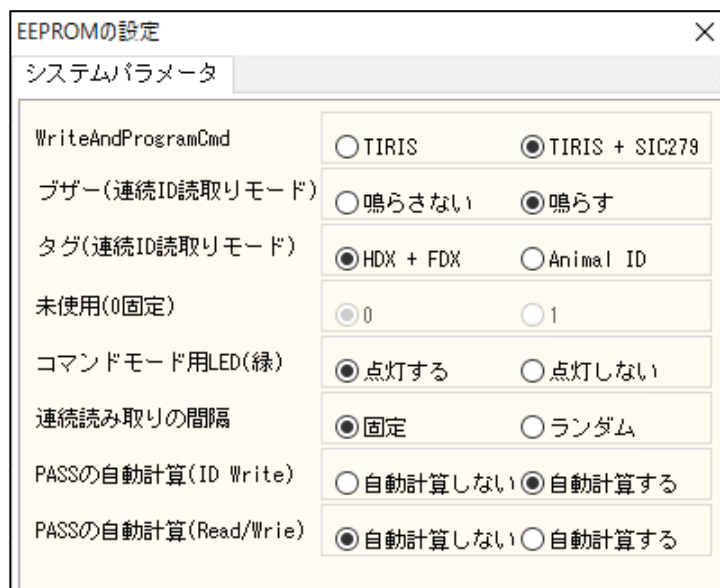 EEPROMの設定
システムパラメータ
WriteAndProgramCmd TIRIS TIRIS + SIC279
ブザー(連続ID読取りモード) 鳴らさない 鳴らす
タグ(連続ID読取りモード) HDX + FDX Animal ID
未使用(0固定) 0 1
コマンドモード用LED(緑) 点灯する 点灯しない
連続読み取りの間隔 固定 ランダム
PASSの自動計算(ID Write) 自動計算しない 自動計算する
PASSの自動計算(Read/Wrie) 自動計算しない 自動計算する